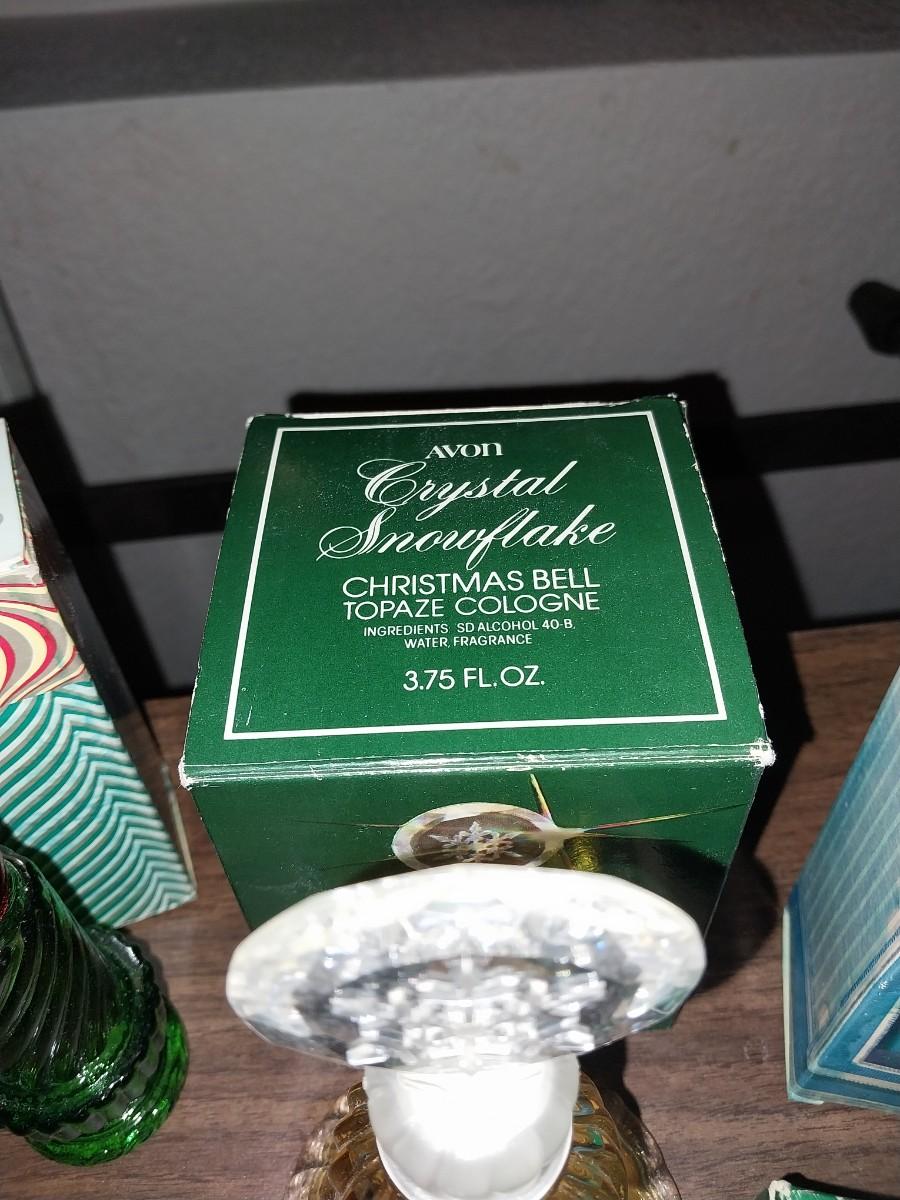 AVON
Crystal
Snowflake
CHRISTMAS BELL
TOPAZE COLOGNE
INGREDIENTS: SD ALCOHOL 40-B,
WATER, FRAGRANCE
3.75 FL. OZ.